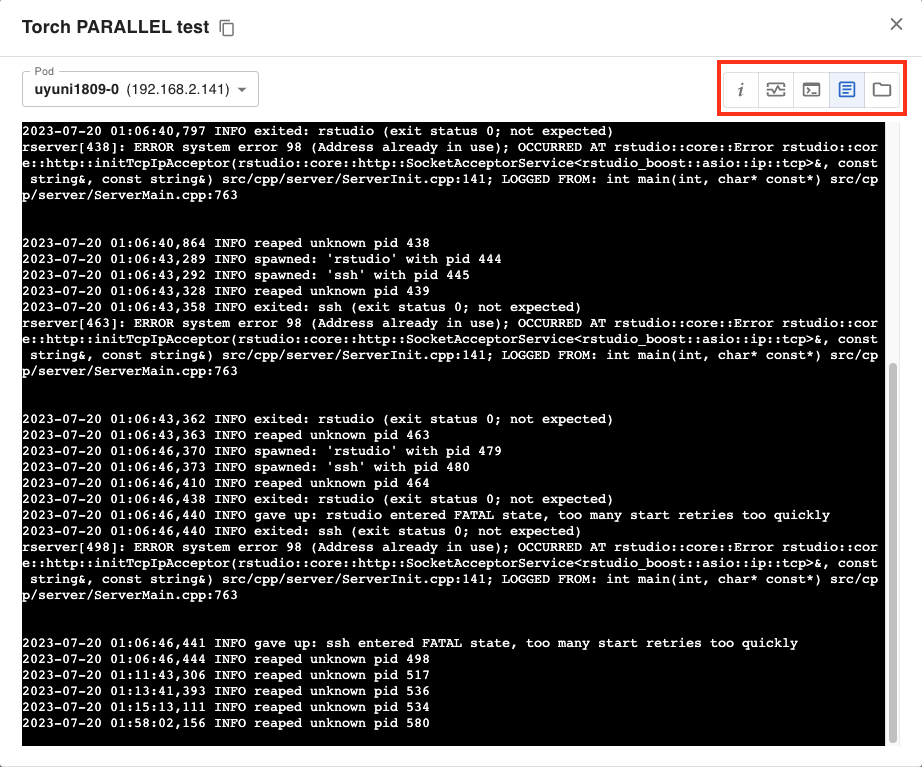 Torch PARALLEL test
Pod
uyuni1809-0 (192.168.2.141)
i
2023-07-20 01:06:40,797 INFO exited: rstudio (exit status 0; not expected)
rserver[438]: ERROR system error 98 (Address already in use); OCCURRED AT rstudio::core::Error rstudio::cor
e::http::initTcpIpAcceptor(rstudio::core::http::SocketAcceptorService<rstudio_boost::asio::ip::tcp>&, const
 string&, const string&) src/cpp/server/ServerInit.cpp:141; LOGGED FROM: int main(int, char* const*) src/cp
p/server/ServerMain.cpp:763
2023-07-20 01:06:40,864 INFO reaped unknown pid 438
2023-07-20 01:06:43,289 INFO spawned: 'rstudio' with pid 444
2023-07-20 01:06:43,292 INFO spawned: 'ssh' with pid 445
2023-07-20 01:06:43,328 INFO reaped unknown pid 439
2023-07-20 01:06:43,358 INFO exited: ssh (exit status 0; not expected)
rserver[463]: ERROR system error 98 (Address already in use); OCCURRED AT rstudio::core::Error rstudio::cor
e::http::initTcpIpAcceptor(rstudio::core::http::SocketAcceptorService<rstudio_boost::asio::ip::tcp>&, const
 string&, const string&) src/cpp/server/ServerInit.cpp:141; LOGGED FROM: int main(int, char* const*) src/cp
p/server/ServerMain.cpp:763
2023-07-20 01:06:43,362 INFO exited: rstudio (exit status 0; not expected)
2023-07-20 01:06:43,363 INFO reaped unknown pid 463
2023-07-20 01:06:46,370 INFO spawned: 'rstudio' with pid 479
2023-07-20 01:06:46,373 INFO spawned: 'ssh' with pid 480
2023-07-20 01:06:46,410 INFO reaped unknown pid 464
2023-07-20 01:06:46,438 INFO exited: rstudio (exit status 0; not expected)
2023-07-20 01:06:46,440 INFO gave up: rstudio entered FATAL state, too many start retries too quickly
2023-07-20 01:06:46,440 INFO exited: ssh (exit status 0; not expected)
rserver[498]: ERROR system error 98 (Address already in use); OCCURRED AT rstudio::core::Error rstudio::cor
e::http::initTcpIpAcceptor(rstudio::core::http::SocketAcceptorService<rstudio_boost::asio::ip::tcp>&, const
 string&, const string&) src/cpp/server/ServerInit.cpp:141; LOGGED FROM: int main(int, char* const*) src/cp
p/server/ServerMain.cpp:763
2023-07-20 01:06:46,441 INFO gave up: ssh entered FATAL state, too many start retries too quickly
2023-07-20 01:06:46,444 INFO reaped unknown pid 498
2023-07-20 01:11:43,306 INFO reaped unknown pid 517
2023-07-20 01:13:41,393 INFO reaped unknown pid 536
2023-07-20 01:15:13,111 INFO reaped unknown pid 534
2023-07-20 01:58:02,156 INFO reaped unknown pid 580